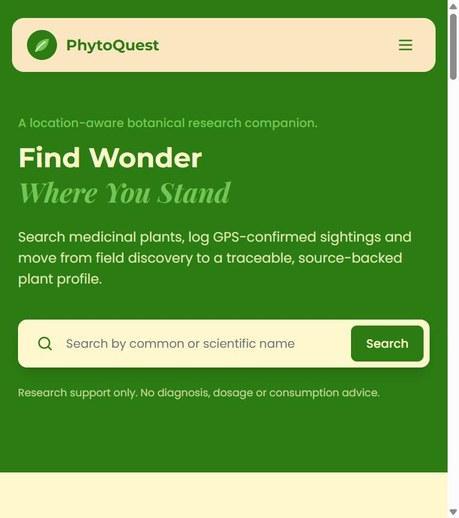 PhytoQuest
A location-aware botanical research companion.
Find Wonder
Where You Stand
Search medicinal plants, log GPS-confirmed sightings and
move from field discovery to a traceable, source-backed
plant profile.
Search by common or scientific name
Search
Research support only. No diagnosis, dosage or consumption advice.